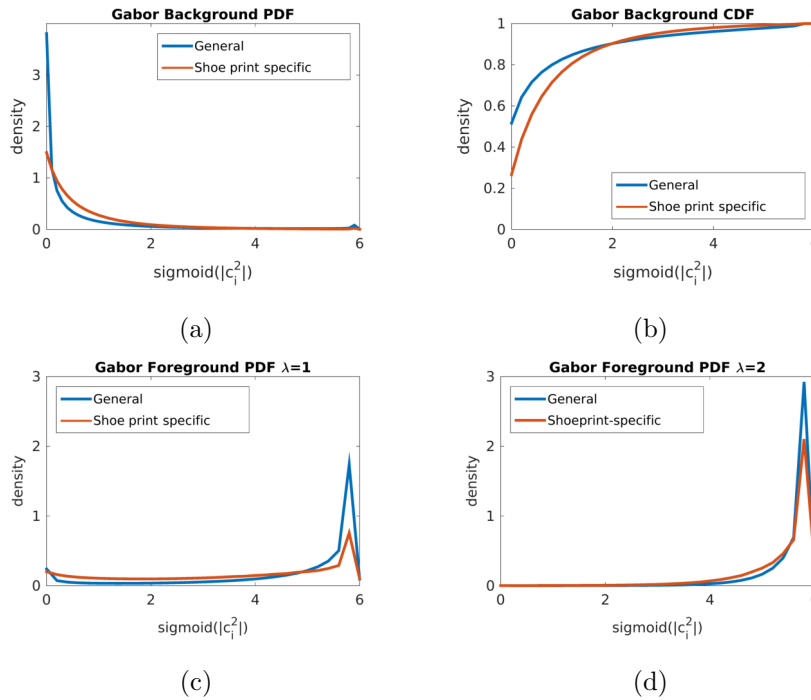 Gabor Background PDF
General
Shoe print specific
density
3
2
1
0
0
2
4
6
sigmoid(|c_i^2|)
(a)
Gabor Background CDF
General
Shoe print specific
density
1
0.8
0.6
0.4
0.2
0
0
2
4
6
sigmoid(|c_i^2|)
(b)
Gabor Foreground PDF λ=1
General
Shoe print specific
density
3
2
1
0
0
2
4
6
sigmoid(|c_i^2|)
(c)
Gabor Foreground PDF λ=2
General
Shoeprint-specific
density
3
2
1
0
0
2
4
sigmoid(|c_i^2|)
(d)